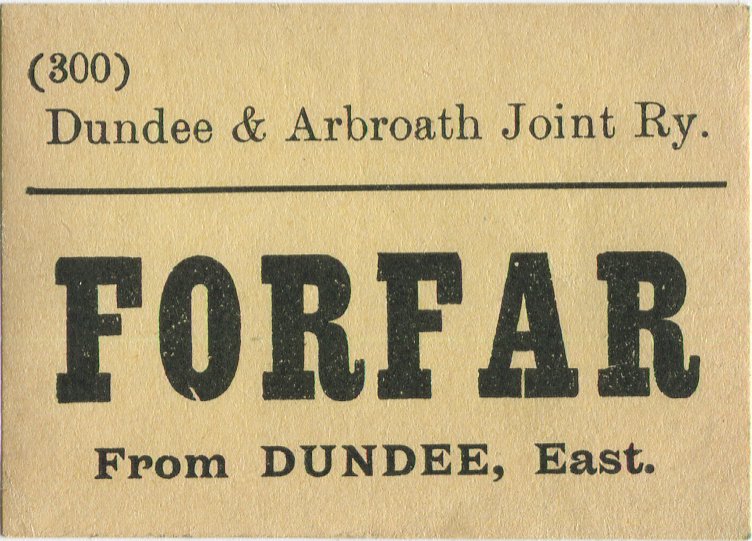 (300)
Dundee & Arbroath Joint Ry.
FORFAR
From DUNDEE, East.